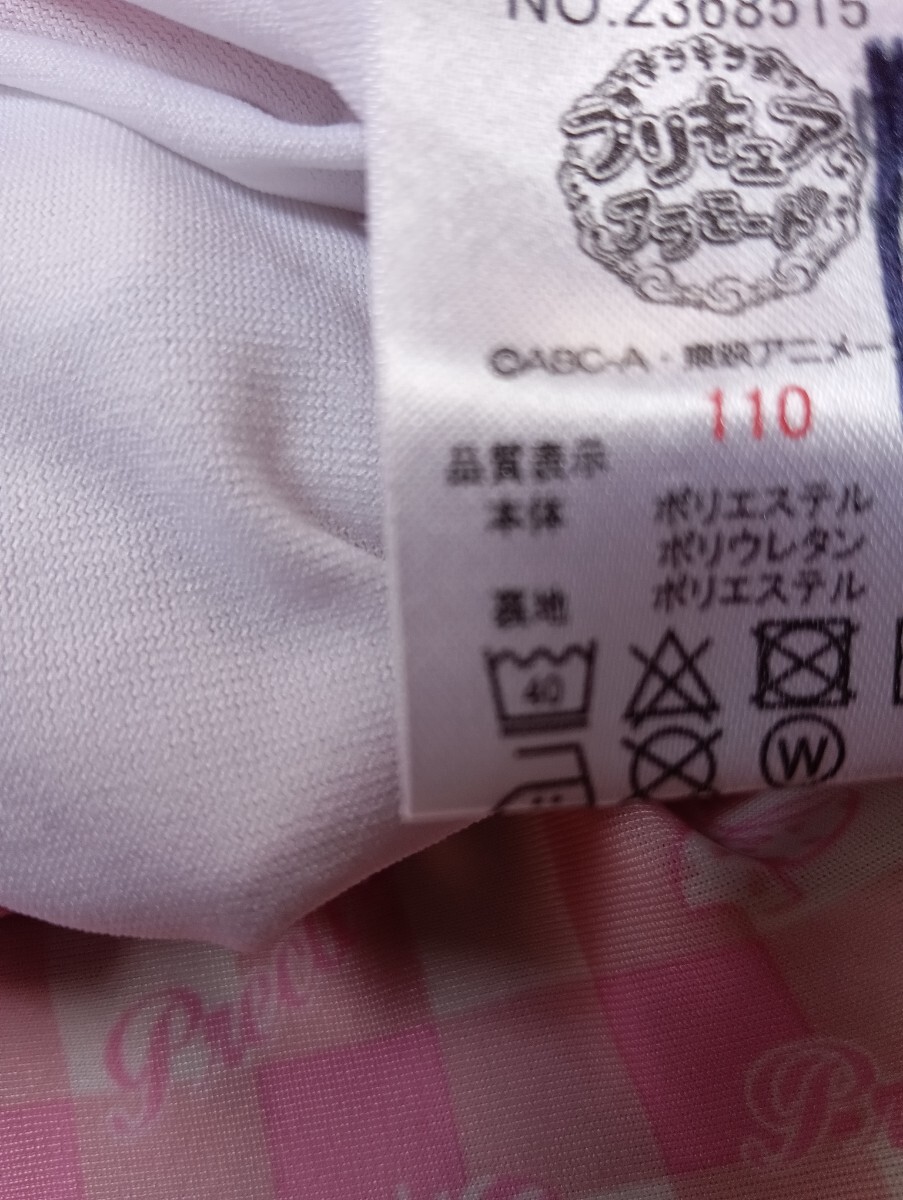 NO.2368515
キラキラ☆
プリキュア
アラモード
©ABC-A・東映アニメー
110
品質表示
本体 ポリエステル
ポリウレタン
裏地 ポリエステル
40
W
Precu
Pr